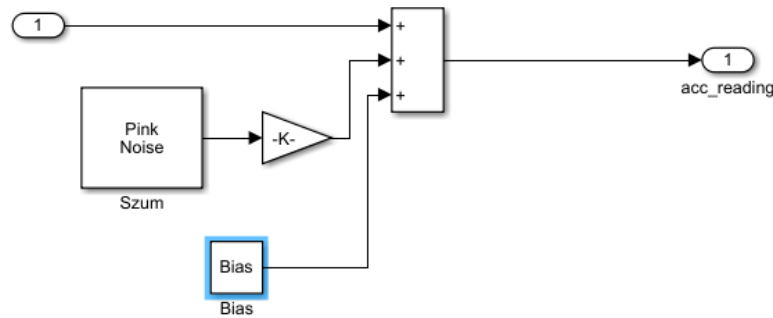 1
+
+
+
1
acc_reading
Pink
Noise
-K-
Szum
Bias
Bias